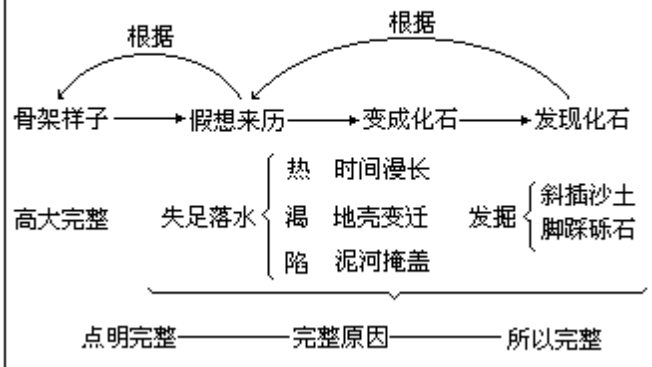 根据 根据
骨架样子 假想来历 变成化石 发现化石
热 时间漫长
高大完整 失足落水 渴 地壳变迁 发掘 斜插沙土
脚踩砾石
陷 泥河掩盖
点明完整 完整原因 所以完整